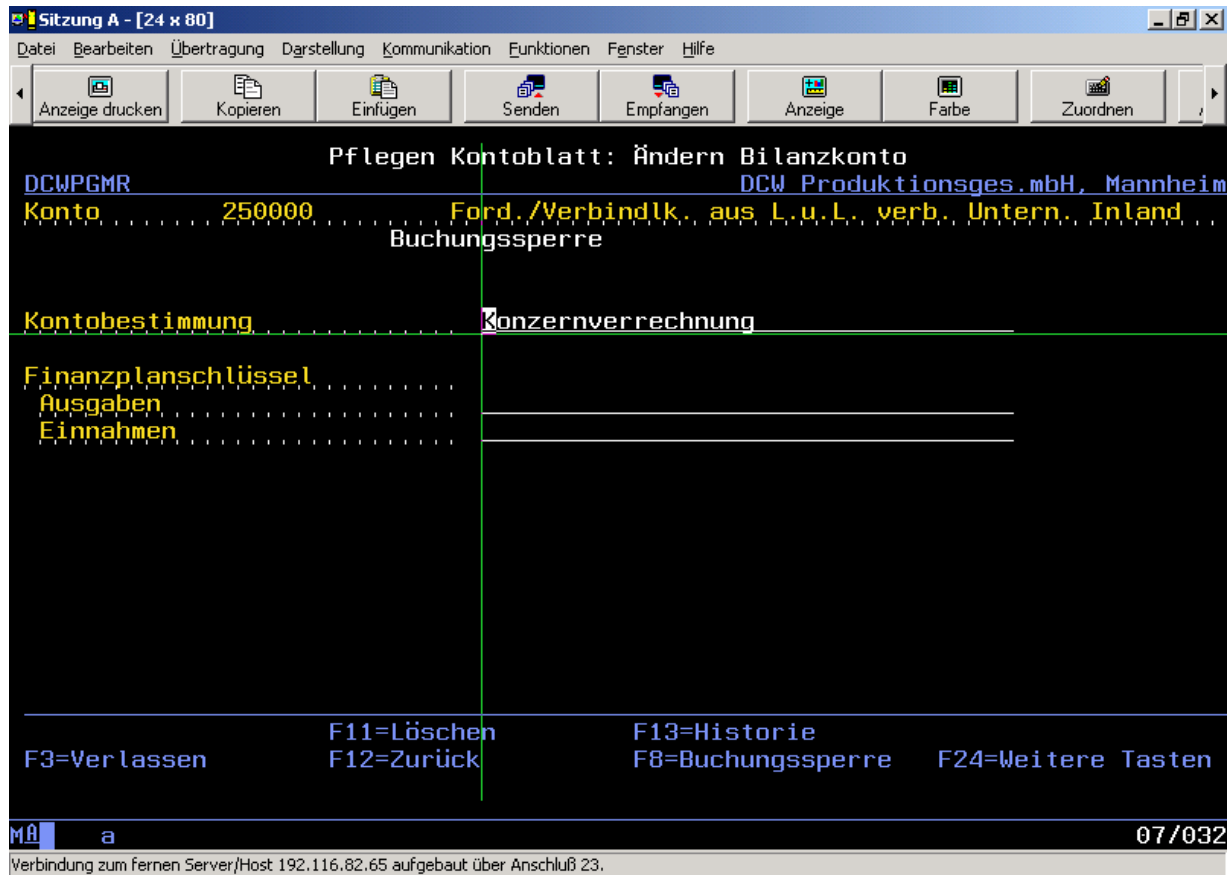 Sitzung A - [24 x 80]
Datei Bearbeiten Übertragung Darstellung Kommunikation Funktionen Fenster Hilfe
Anzeige drucken Kopieren Einfügen Senden Empfangen Anzeige Farbe Zuordnen
Pflegen Kontoblatt: Ändern Bilanzkonto
DCWPGMR DCW Produktionsges.mbH, Mannheim
Konto . . . . . . 250000 . . . . . . . . . Ford./Verbindlk. aus L.u.L. verb. Untern. Inland . . .
Buchungssperre
Kontobestimmung . . . . . . . . . . . . . Konzernverrechnung
Finanzplanschlüssel . . . . . . . . . .
Ausgaben . . . . . . . . . . . . . . . . . . .
Einnahmen . . . . . . . . . . . . . . . . . .
F11=Löschen F13=Historie
F3=Verlassen F12=Zurück F8=Buchungssperre F24=Weitere Tasten
MA a 07/032
Verbindung zum fernen Server/Host 192.116.82.65 aufgebaut über Anschluß 23.